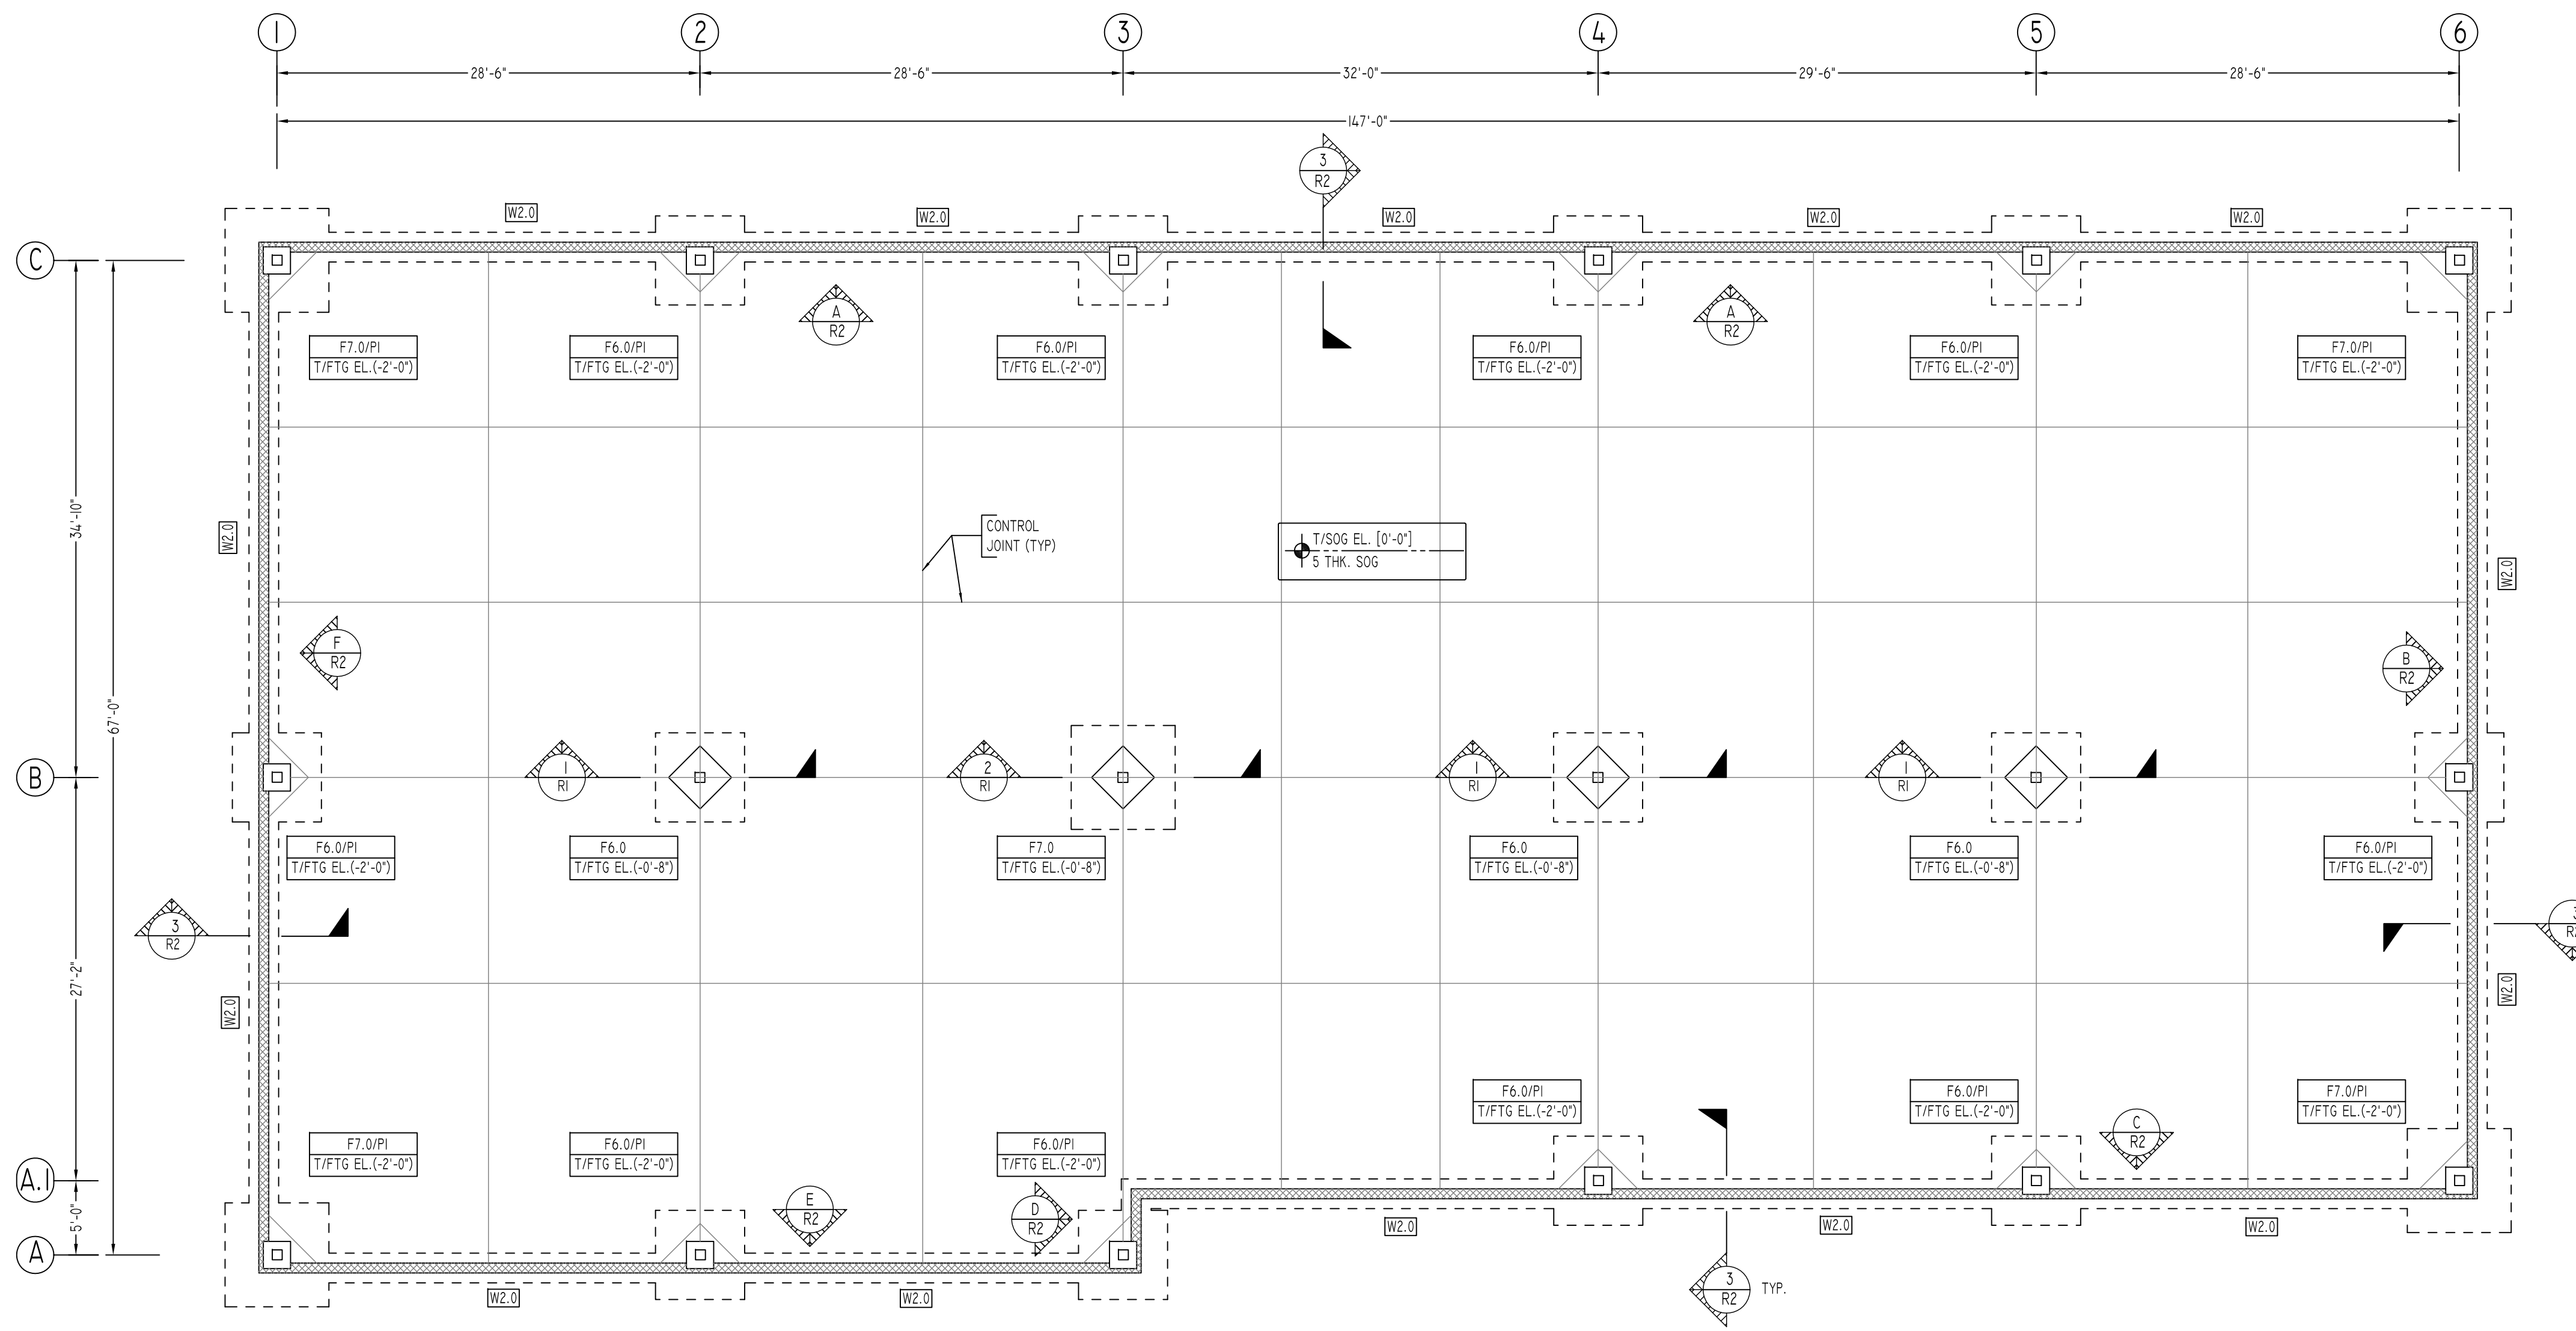 1
2
3
4
5
6
28'-6"
28'-6"
32'-0"
29'-6"
28'-6"
147'-0"
3
R2
W2.0
W2.0
W2.0
W2.0
W2.0
C
A
R2
A
R2
F7.0/P1
T/FTG EL.(-2'-0")
F6.0/P1
T/FTG EL.(-2'-0")
F6.0/P1
T/FTG EL.(-2'-0")
F6.0/P1
T/FTG EL.(-2'-0")
F6.0/P1
T/FTG EL.(-2'-0")
F7.0/P1
T/FTG EL.(-2'-0")
34'-10"
67'-0"
W2.0
CONTROL
JOINT (TYP)
T/SOG EL. [0'-0"]
5 THK. SOG
W2.0
F
R2
B
R2
B
1
R1
2
R1
1
R1
1
R1
F6.0/P1
T/FTG EL.(-2'-0")
F6.0
T/FTG EL.(-0'-8")
F7.0
T/FTG EL.(-0'-8")
F6.0
T/FTG EL.(-0'-8")
F6.0
T/FTG EL.(-0'-8")
F6.0/P1
T/FTG EL.(-2'-0")
3
R2
27'-2"
W2.0
W2.0
F6.0/P1
T/FTG EL.(-2'-0")
F6.0/P1
T/FTG EL.(-2'-0")
F7.0/P1
T/FTG EL.(-2'-0")
C
R2
F7.0/P1
T/FTG EL.(-2'-0")
F6.0/P1
T/FTG EL.(-2'-0")
F6.0/P1
T/FTG EL.(-2'-0")
A.1
5'-0"
A
E
R2
D
R2
W2.0
W2.0
W2.0
W2.0
W2.0
3
R2
TYP.